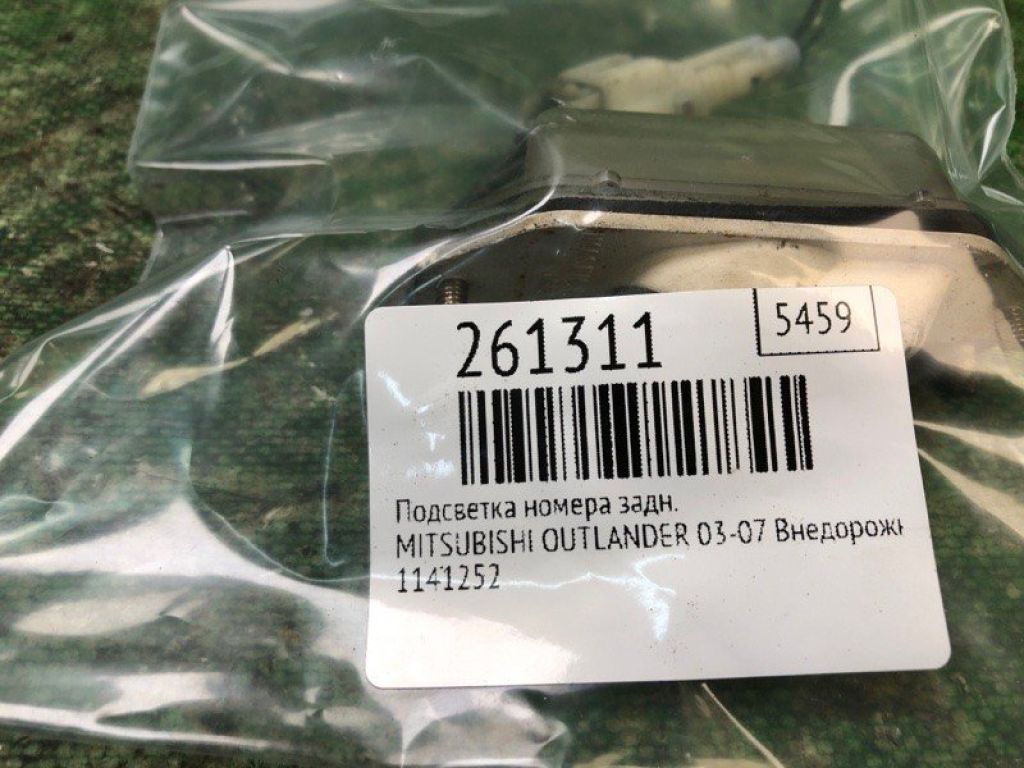 261311
5459
Подсветка номера задн.
MITSUBISHI OUTLANDER 03-07 Внедорожн
1141252